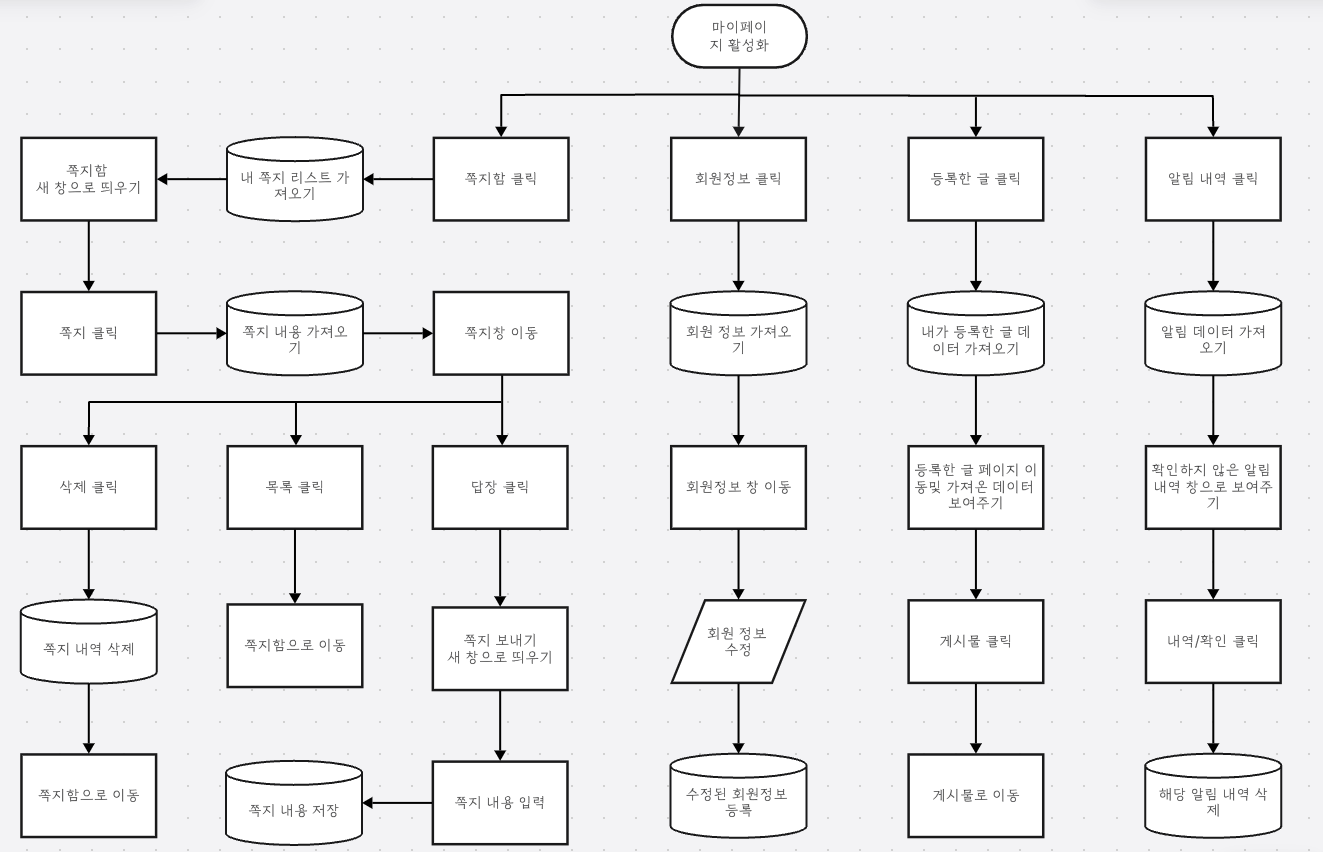 마이페이
지 활성화
쪽지함
새 창으로 띄우기
내 쪽지 리스트 가
져오기
쪽지함 클릭
회원정보 클릭
등록한 글 클릭
알림 내역 클릭
쪽지 클릭
쪽지 내용 가져오
기
쪽지창 이동
회원 정보 가져오
기
내가 등록한 글 데
이터 가져오기
알림 데이터 가져
오기
삭제 클릭
목록 클릭
답장 클릭
회원정보 창 이동
등록한 글 페이지 이
동및 가져온 데이터
보여주기
확인하지 않은 알림
내역 창으로 보여주
기
쪽지 내역 삭제
쪽지함으로 이동
쪽지 보내기
새 창으로 띄우기
회원 정보
수정
게시물 클릭
내역/확인 클릭
쪽지함으로 이동
쪽지 내용 저장
쪽지 내용 입력
수정된 회원정보
등록
게시물로 이동
해당 알림 내역 삭
제